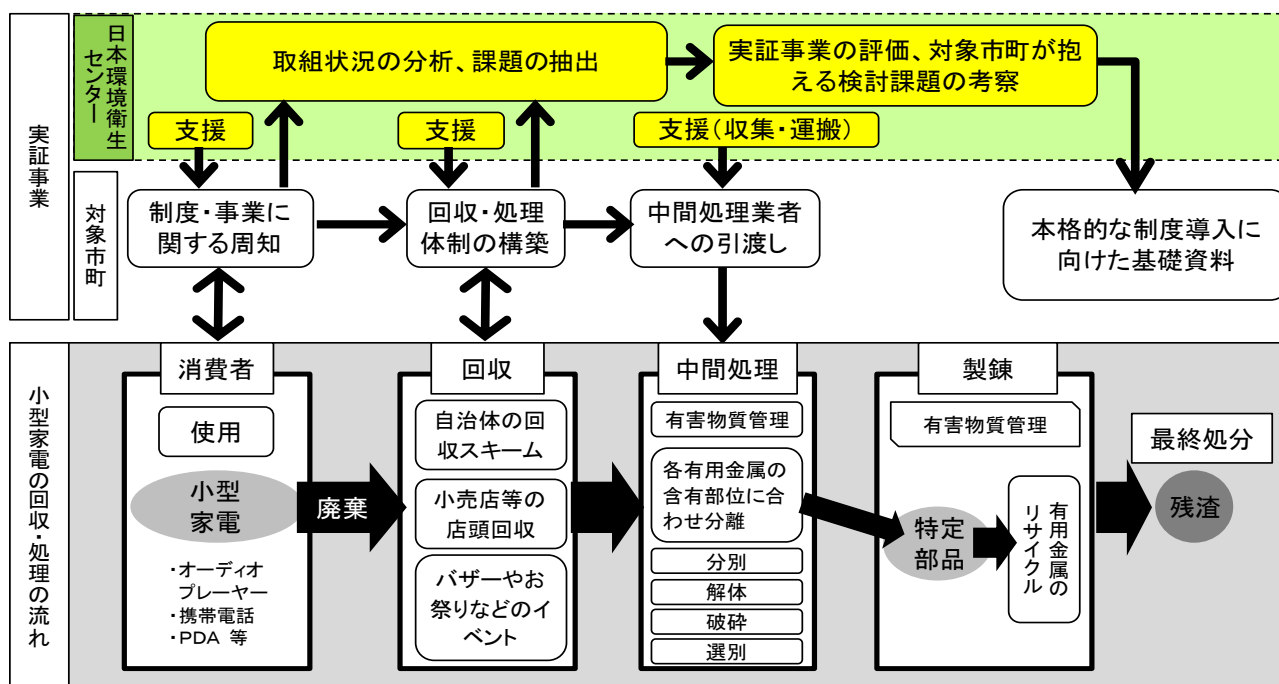 実証事業
日本環境衛生
センター
取組状況の分析、課題の抽出
実証事業の評価、対象市町が抱
える検討課題の考察
支援
支援
支援(収集・運搬)
対象市町
制度・事業に
関する周知
回収・処理
体制の構築
中間処理業者
への引渡し
本格的な制度導入に
向けた基礎資料
小型家電の回収・処理の流れ
消費者
使用
小型
家電
・オーディオ
プレーヤー
・携帯電話
・PDA 等
廃棄
回収
自治体の回
収スキーム
小売店等の
店頭回収
バザーやお
祭りなどのイ
ベント
中間処理
有害物質管理
各有用金属の
含有部位に合
わせ分離
分別
解体
破砕
選別
製錬
有害物質管理
特定
部品
有用金属の
リサイクル
最終処分
残渣